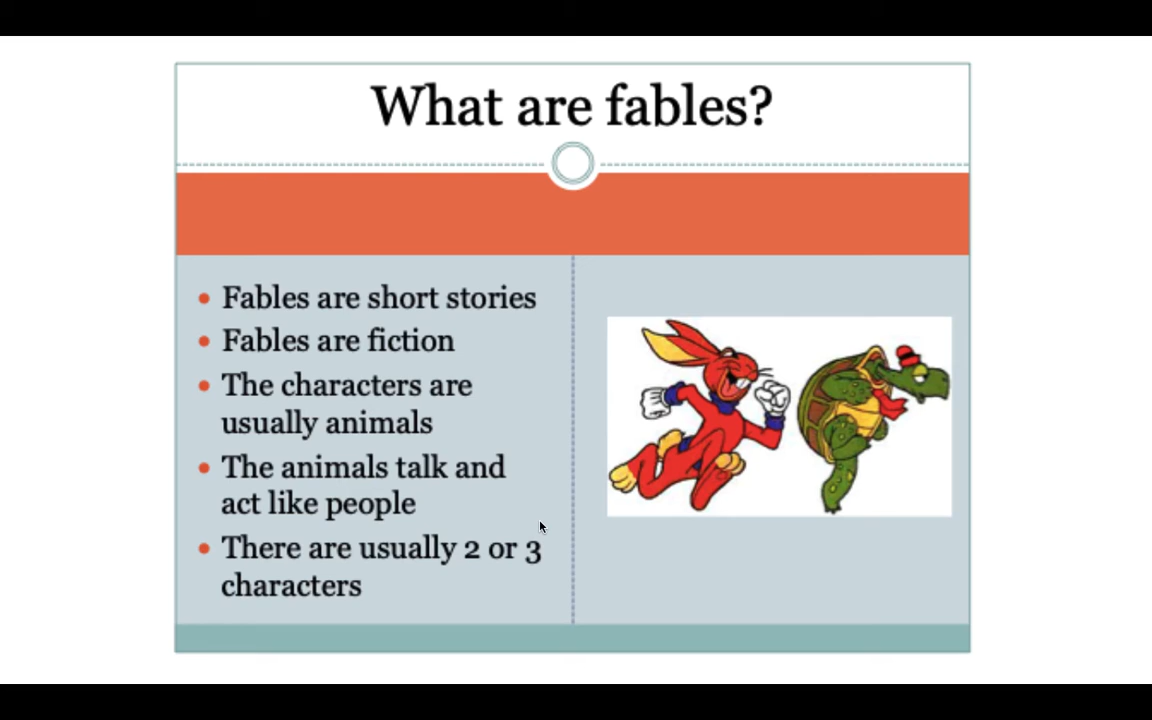 What are fables?
• Fables are short stories
• Fables are fiction
• The characters are
usually animals
• The animals talk and
act like people
• There are usually 2 or 3
characters